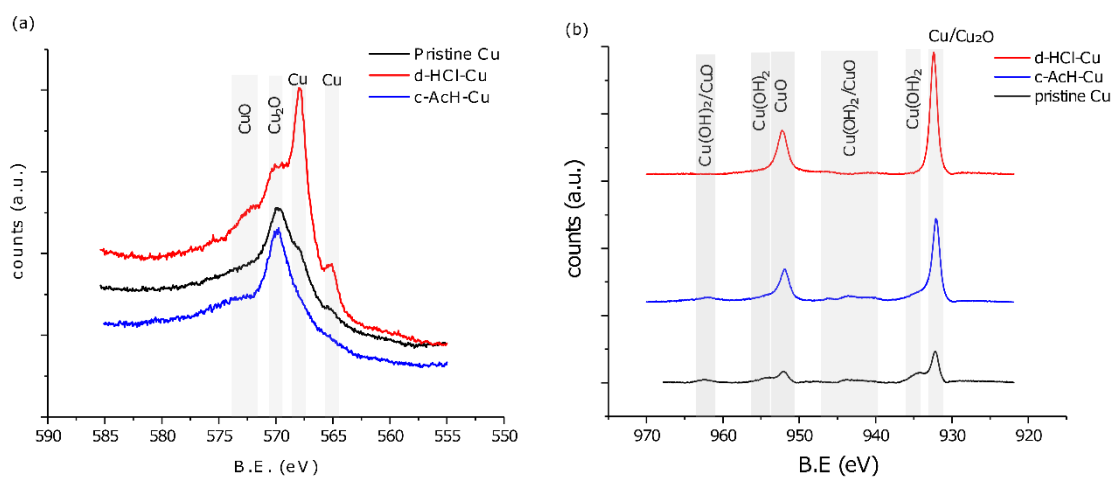 (a)
Pristine Cu
d-HCl-Cu
c-AcH-Cu
CuO
Cu₂O
Cu
Cu
counts (a.u.)
590 585 580 575 570 565 560 555 550
B.E. (eV)
(b)
Cu/Cu₂O
d-HCl-Cu
c-AcH-Cu
pristine Cu
Cu(OH)₂/CuO
Cu(OH)₂
CuO
Cu(OH)₂/CuO
Cu(OH)₂
counts (a.u.)
970 960 950 940 930 920
B.E (eV)